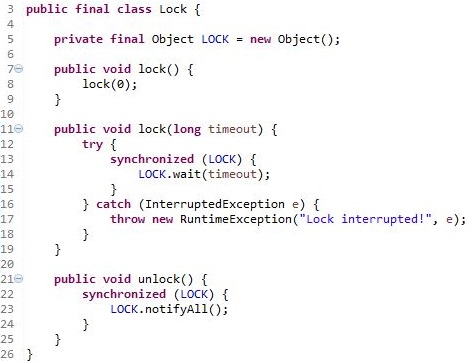 3 public final class Lock {
4
5     private final Object LOCK = new Object();
6
7     public void lock() {
8         lock(0);
9     }
10
11     public void lock(long timeout) {
12         try {
13             synchronized (LOCK) {
14                 LOCK.wait(timeout);
15             }
16         } catch (InterruptedException e) {
17             throw new RuntimeException("Lock interrupted!", e);
18         }
19     }
20
21     public void unlock() {
22         synchronized (LOCK) {
23             LOCK.notifyAll();
24         }
25     }
26 }